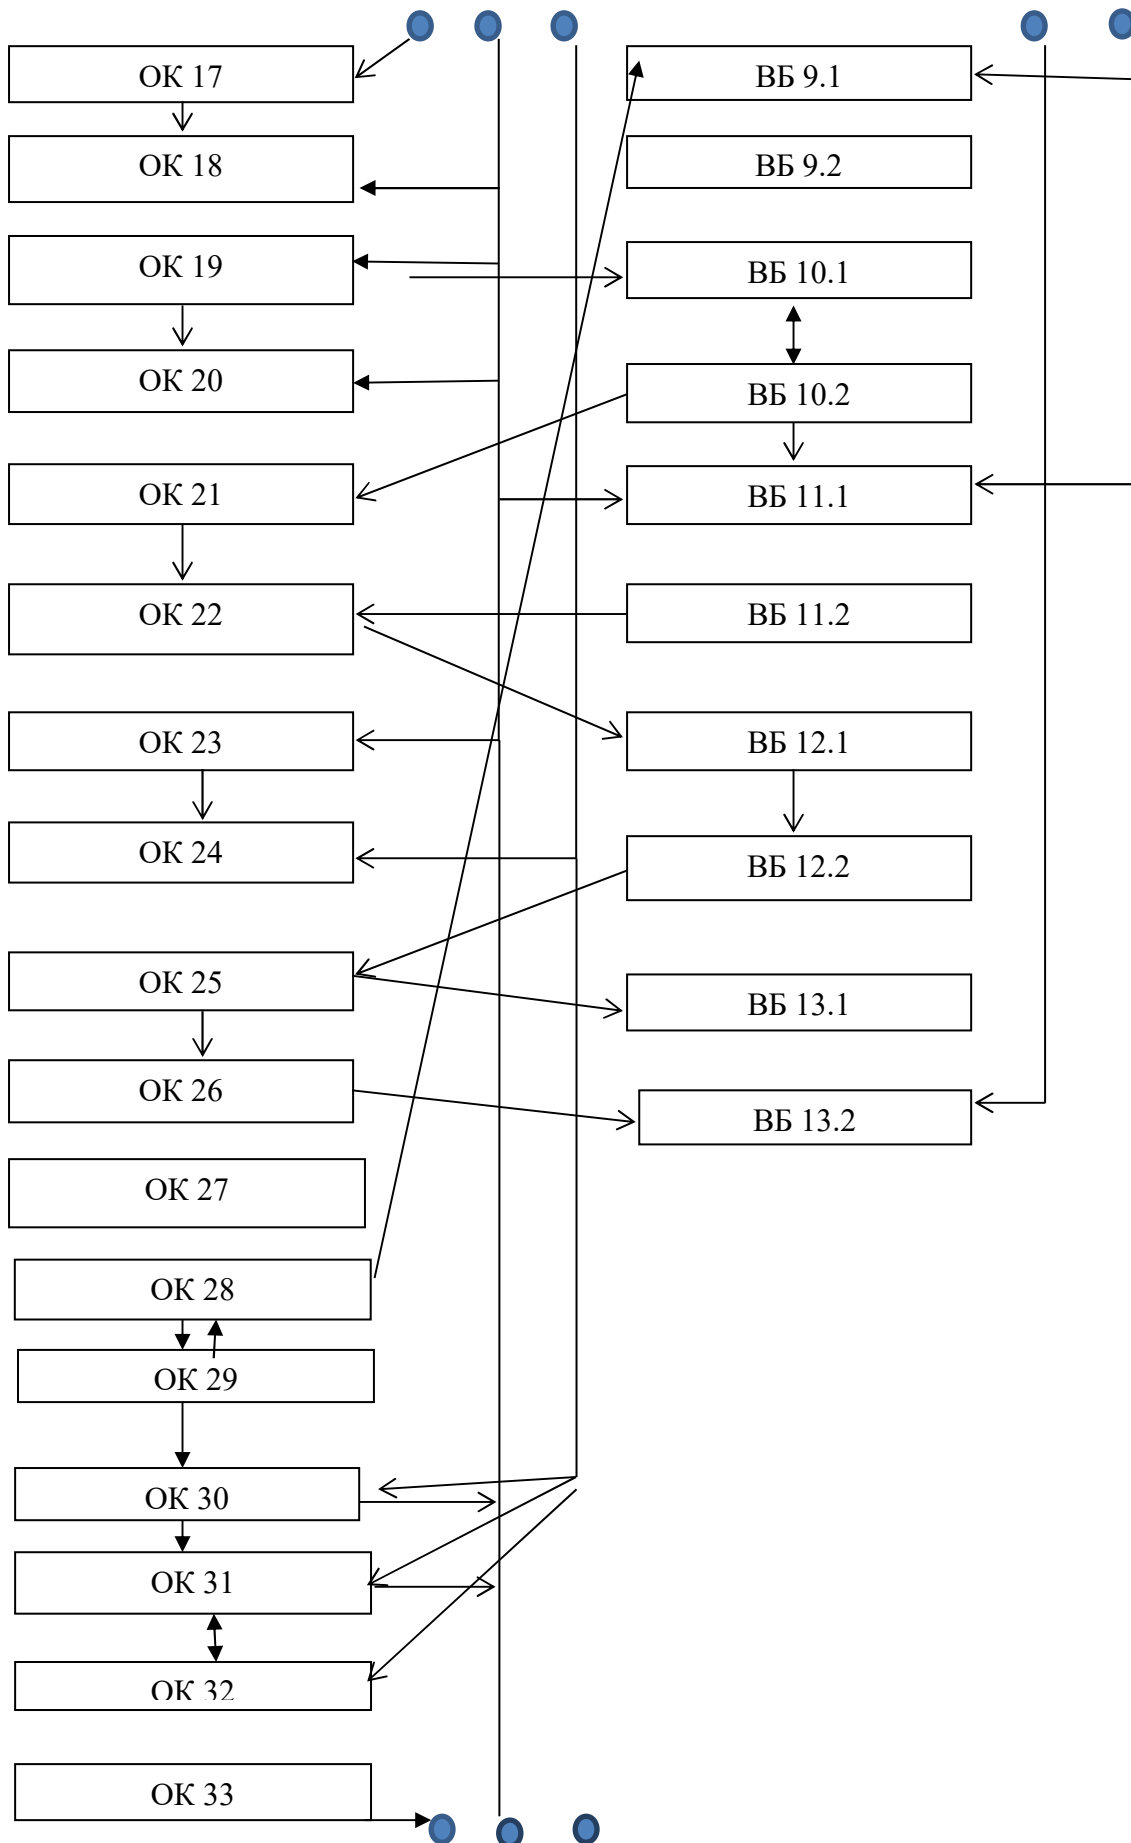 ОК 17
ОК 18
ОК 19
ОК 20
ОК 21
ОК 22
ОК 23
ОК 24
ОК 25
ОК 26
ОК 27
ОК 28
ОК 29
ОК 30
ОК 31
ОК 32
ОК 33
ВБ 9.1
ВБ 9.2
ВБ 10.1
ВБ 10.2
ВБ 11.1
ВБ 11.2
ВБ 12.1
ВБ 12.2
ВБ 13.1
ВБ 13.2